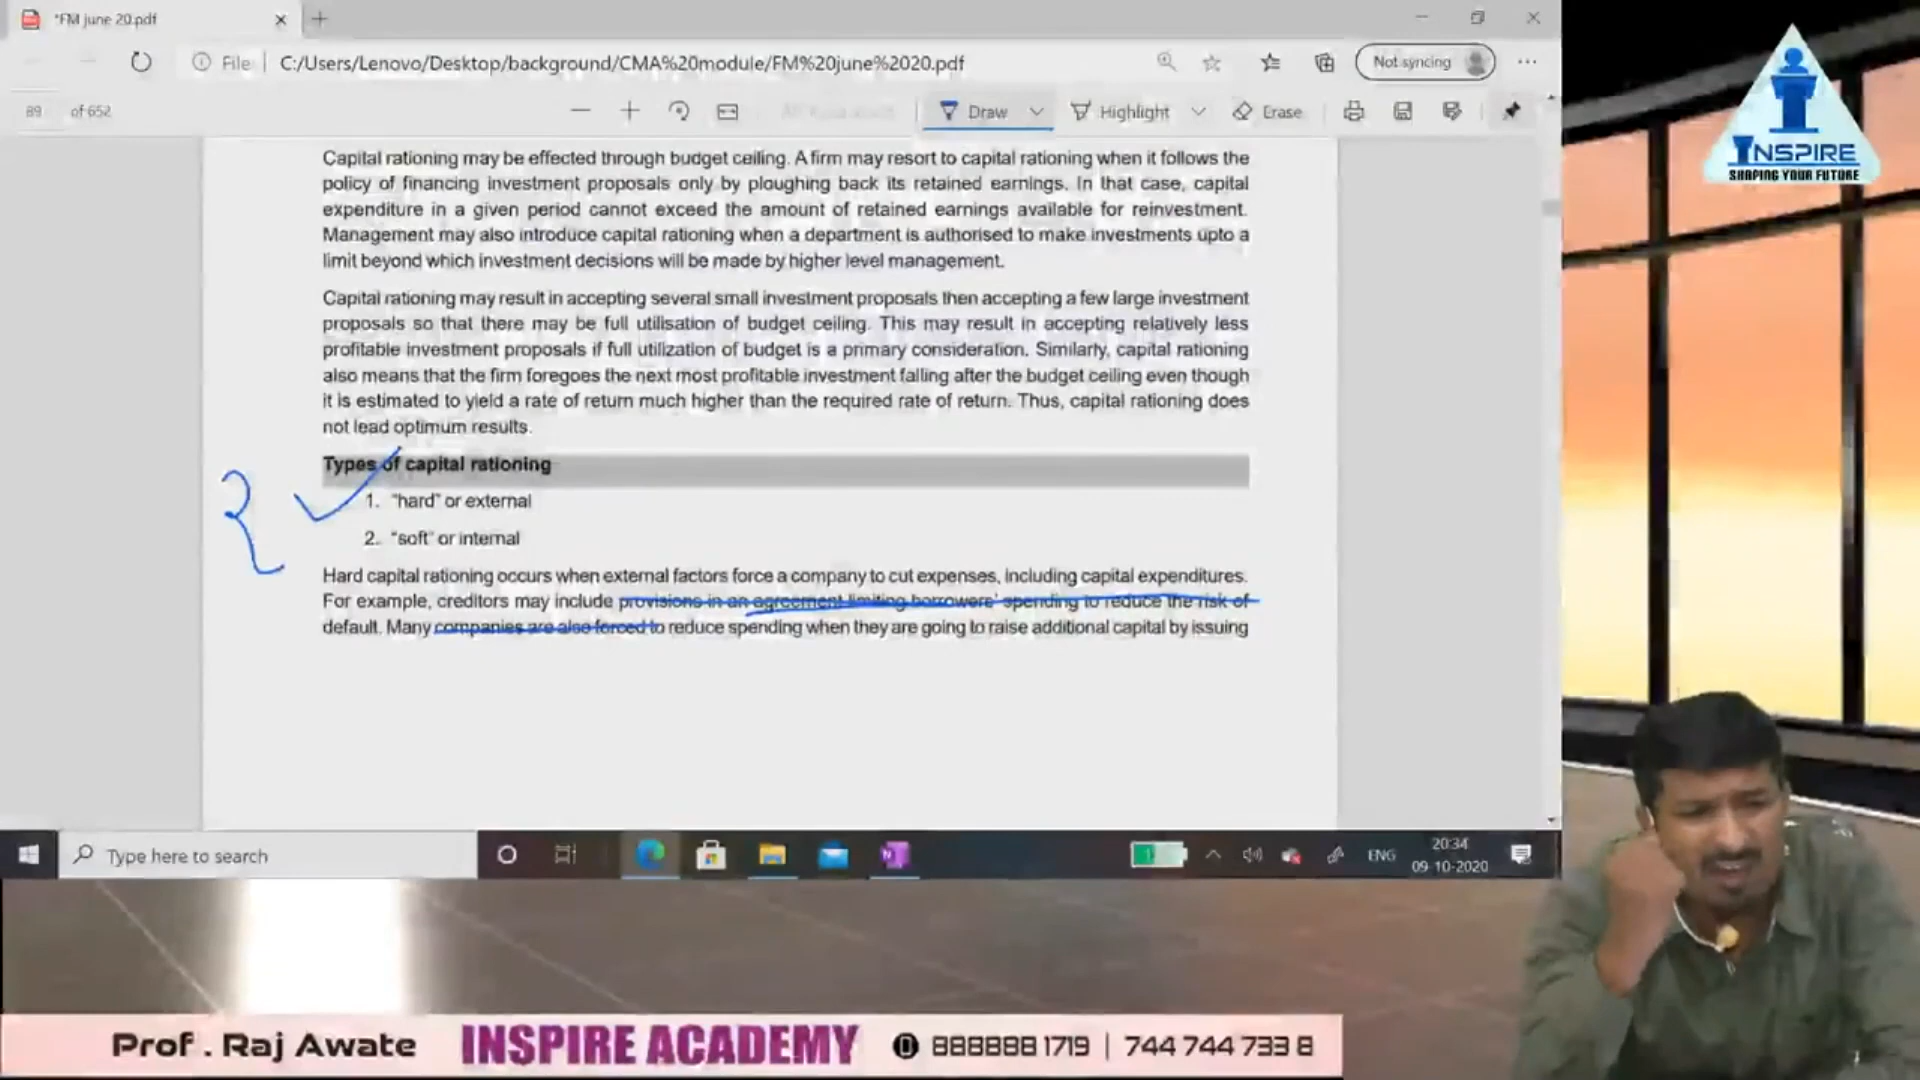 *FM june 20.pdf
File
C:/Users/Lenovo/Desktop/background/CMA%20module/FM%20june%2020.pdf
Not syncing
89 of 652
Draw
Highlight
Erase
INSPIRE
SHAPING YOUR FUTURE
Capital rationing may be effected through budget ceiling. A firm may resort to capital rationing when it follows the
policy of financing investment proposals only by ploughing back its retained earnings. In that case, capital
expenditure in a given period cannot exceed the amount of retained earnings available for reinvestment.
Management may also introduce capital rationing when a department is authorised to make investments upto a
limit beyond which investment decisions will be made by higher level management.
Capital rationing may result in accepting several small investment proposals then accepting a few large investment
proposals so that there may be full utilisation of budget ceiling. This may result in accepting relatively less
profitable investment proposals if full utilization of budget is a primary consideration. Similarly, capital rationing
also means that the firm foregoes the next most profitable investment falling after the budget ceiling even though
it is estimated to yield a rate of return much higher than the required rate of return. Thus, capital rationing does
not lead optimum results.
Types of capital rationing
1. "hard" or external
2. "soft" or internal
Hard capital rationing occurs when external factors force a company to cut expenses, including capital expenditures.
For example, creditors may include provisions in an agreement limiting borrowers' spending to reduce the risk of
default. Many companies are also forced to reduce spending when they are going to raise additional capital by issuing
Type here to search
ENG
20:34
09-10-2020
Prof . Raj Awate INSPIRE ACADEMY 888888 1719 | 744 744 733 8